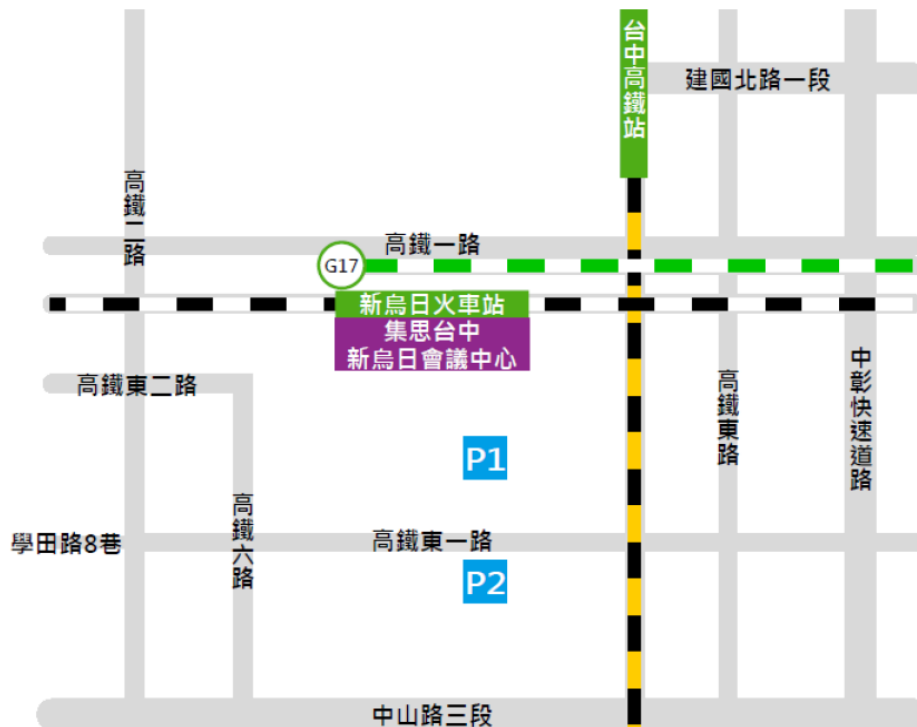 台中高鐵站
建國北路一段
高鐵二路
高鐵一路
G17
新烏日火車站
集思台中
新烏日會議中心
高鐵東二路
高鐵東路
中彰快速道路
P1
高鐵六路
學田路8巷
高鐵東一路
P2
中山路三段